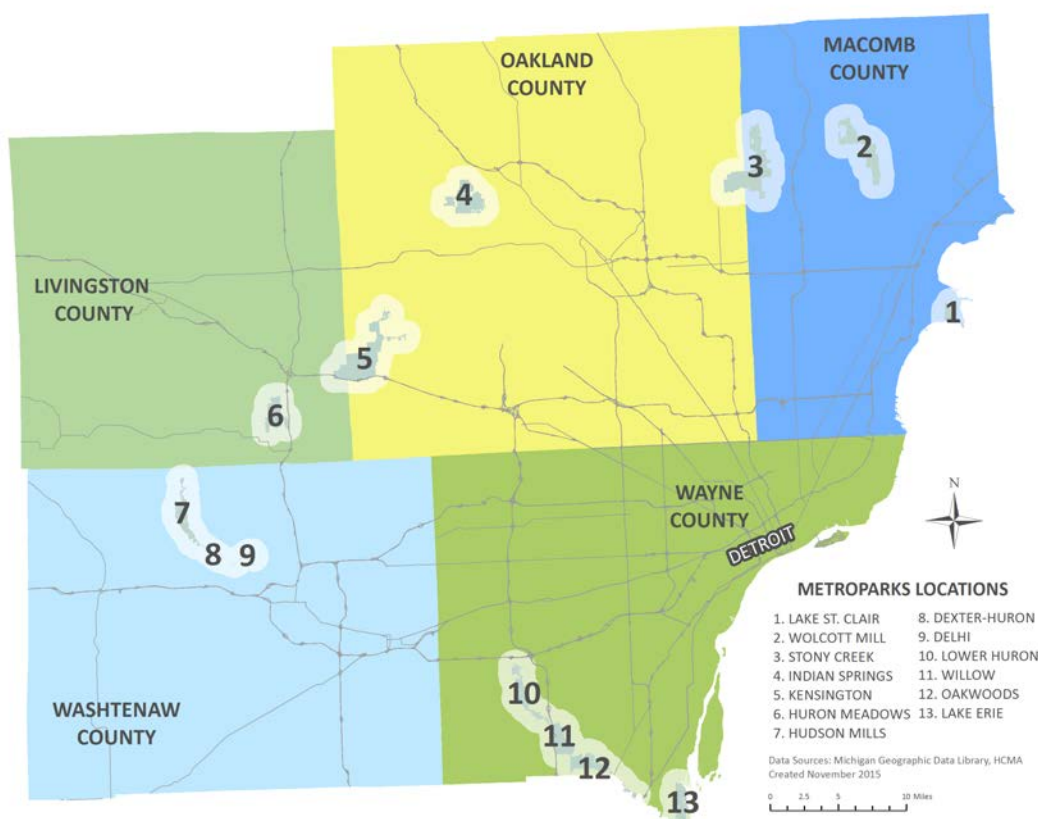 OAKLAND
COUNTY
MACOMB
COUNTY
2
3
4
LIVINGSTON
COUNTY
1
5
6
WAYNE
COUNTY
N
7
8
9
DETROIT
METROPARKS LOCATIONS
1. LAKE ST. CLAIR
2. WOLCOTT MILL
3. STONY CREEK
4. INDIAN SPRINGS
5. KENSINGTON
6. HURON MEADOWS
7. HUDSON MILLS
8. DEXTER-HURON
9. DELHI
10. LOWER HURON
11. WILLOW
12. OAKWOODS
13. LAKE ERIE
10
WASHTENAW
COUNTY
11
12
13
Data Sources: Michigan Geographic Data Library, HCMA
Created November 2015
0 2.5 5 10 Miles